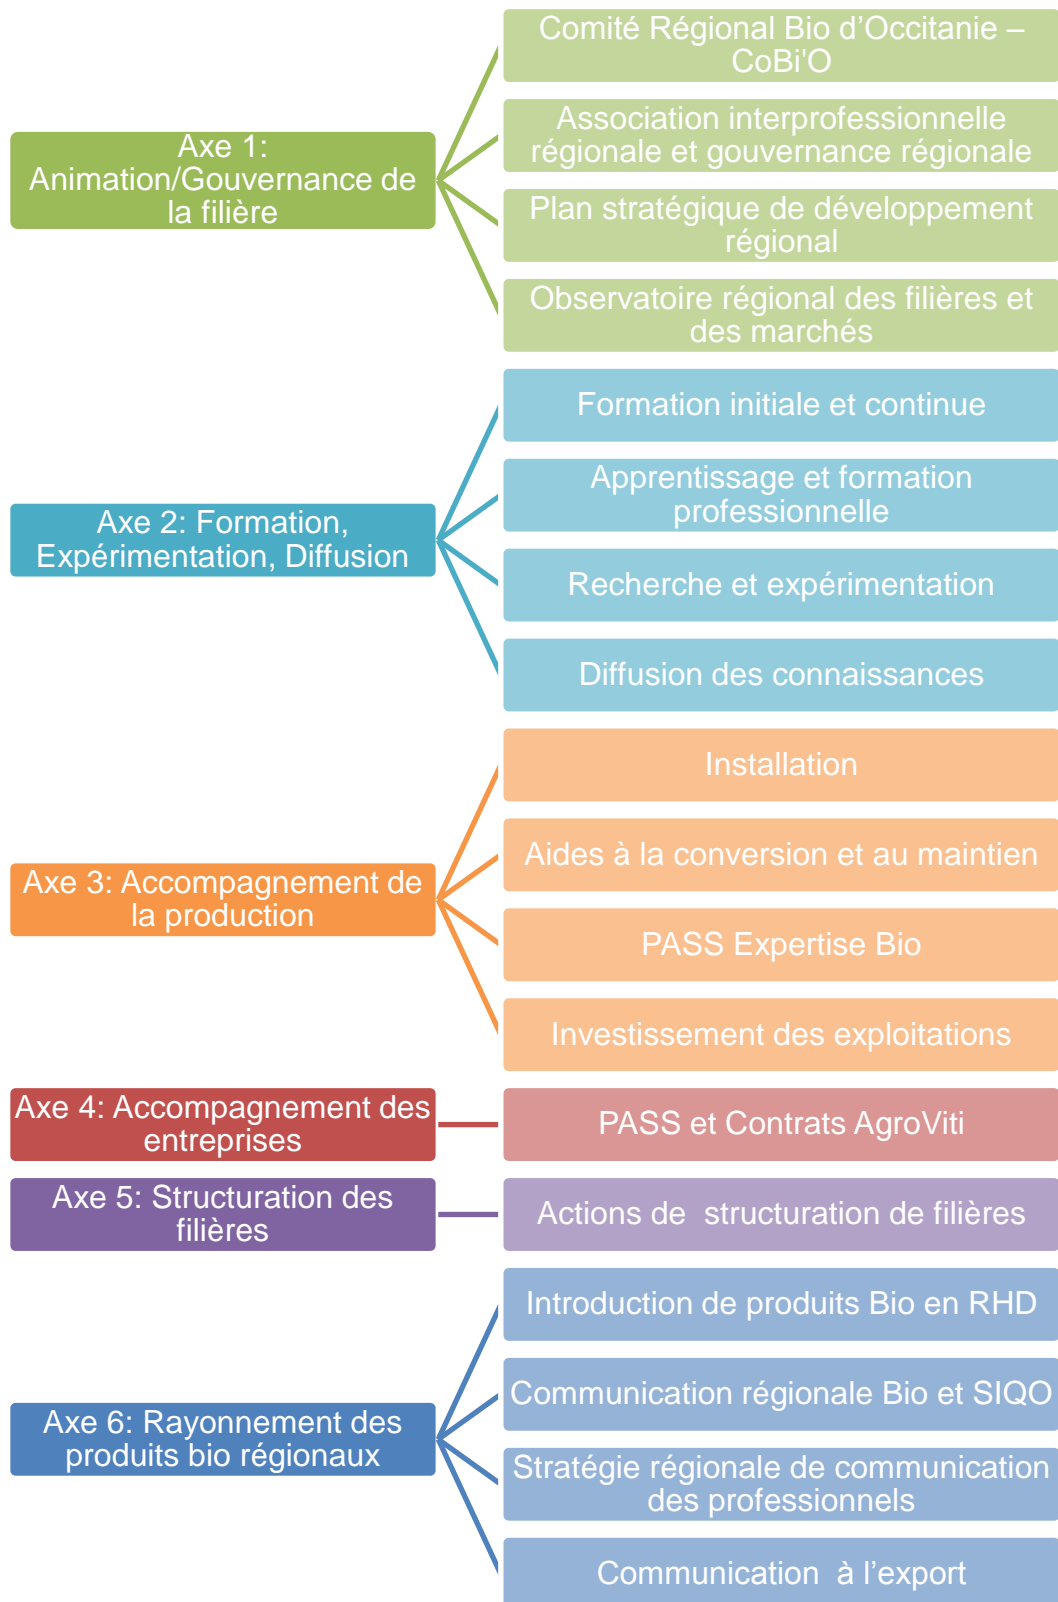 Axe 1:
Animation/Gouvernance de
la filière
Comité Régional Bio d’Occitanie –
CoBi'O
Association interprofessionnelle
régionale et gouvernance régionale
Plan stratégique de développement
régional
Observatoire régional des filières et
des marchés
Axe 2: Formation,
Expérimentation, Diffusion
Formation initiale et continue
Apprentissage et formation
professionnelle
Recherche et expérimentation
Diffusion des connaissances
Axe 3: Accompagnement de
la production
Installation
Aides à la conversion et au maintien
PASS Expertise Bio
Investissement des exploitations
Axe 4: Accompagnement des
entreprises
PASS et Contrats AgroViti
Axe 5: Structuration des
filières
Actions de  structuration de filières
Axe 6: Rayonnement des
produits bio régionaux
Introduction de produits Bio en RHD
Communication régionale Bio et SIQO
Stratégie régionale de communication
des professionnels
Communication  à l’export